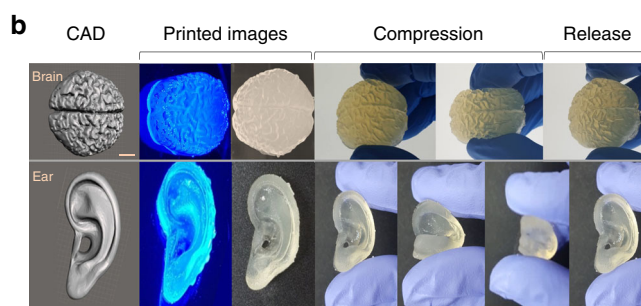 b
CAD
Printed images
Compression
Release
Brain
Ear